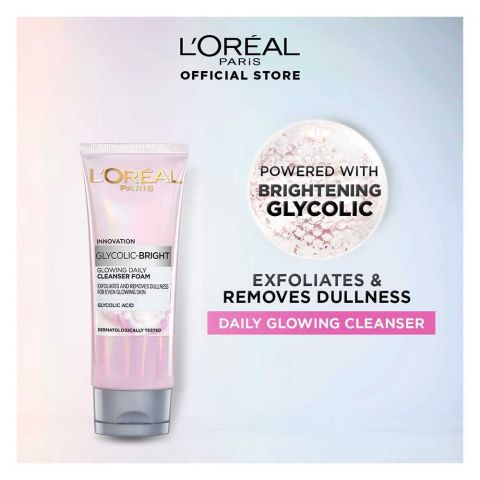 L'ORÉAL
PARIS
OFFICIAL STORE
L'ORÉAL
PARIS
INNOVATION
GLYCOLIC-BRIGHT
GLOWING DAILY
CLEANSER FOAM
EXFOLIATES AND REMOVES DULLNESS
FOR EVEN GLOWING SKIN
GLYCOLIC ACID
DERMATOLOGICALLY TESTED
POWERED WITH
BRIGHTENING
GLYCOLIC
EXFOLIATES &
REMOVES DULLNESS
DAILY GLOWING CLEANSER